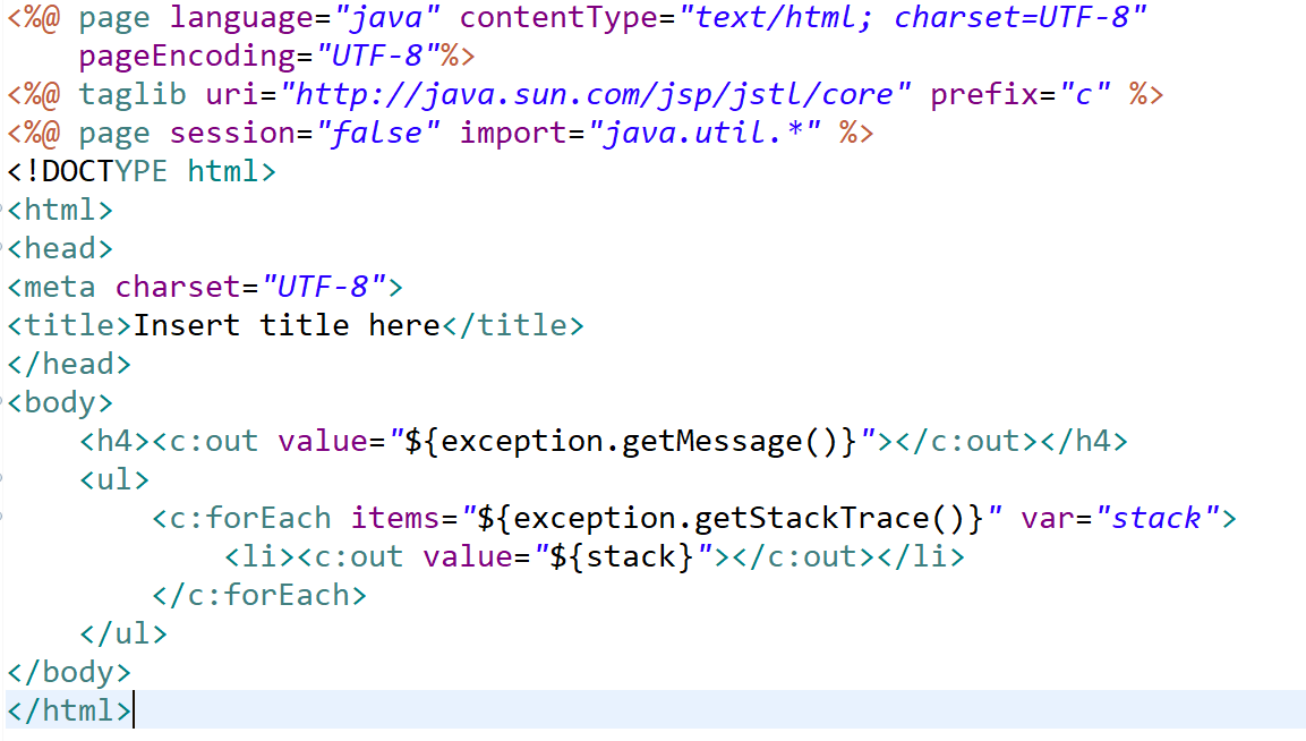 <%@ page language="java" contentType="text/html; charset=UTF-8"
    pageEncoding="UTF-8"%>
<%@ taglib uri="http://java.sun.com/jsp/jstl/core" prefix="c" %>
<%@ page session="false" import="java.util.*" %>
<!DOCTYPE html>
<html>
<head>
<meta charset="UTF-8">
<title>Insert title here</title>
</head>
<body>
    <h4><c:out value="${exception.getMessage()}"></c:out></h4>
    <ul>
        <c:forEach items="${exception.getStackTrace()}" var="stack">
            <li><c:out value="${stack}"></c:out></li>
        </c:forEach>
    </ul>
</body>
</html>